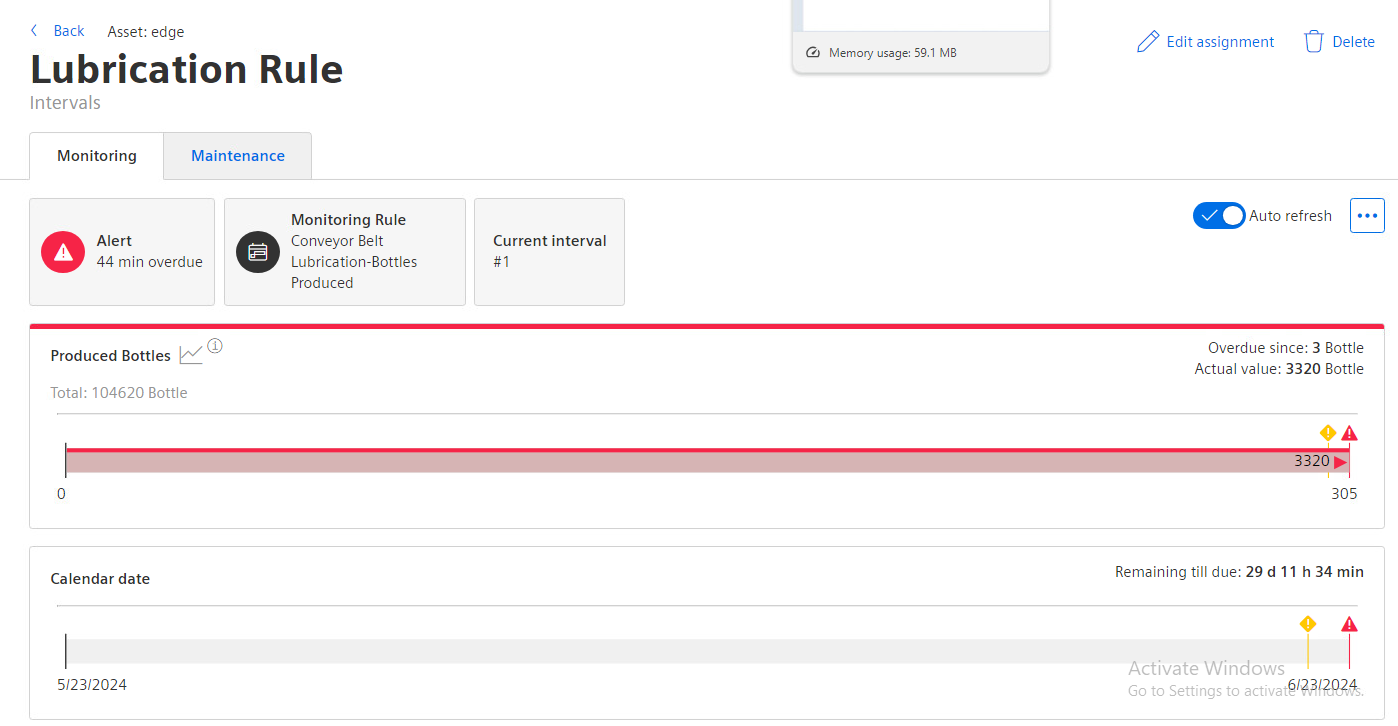 Back Asset: edge
Lubrication Rule
Intervals
Memory usage: 59.1 MB
Edit assignment Delete
Monitoring Maintenance
Alert
44 min overdue
Monitoring Rule
Conveyor Belt
Lubrication-Bottles
Produced
Current interval
#1
Auto refresh
Produced Bottles
Total: 104620 Bottle
Overdue since: 3 Bottle
Actual value: 3320 Bottle
3320
0 305
Calendar date
Remaining till due: 29 d 11 h 34 min
5/23/2024 6/23/2024
Activate Windows
Go to Settings to activate Windows.